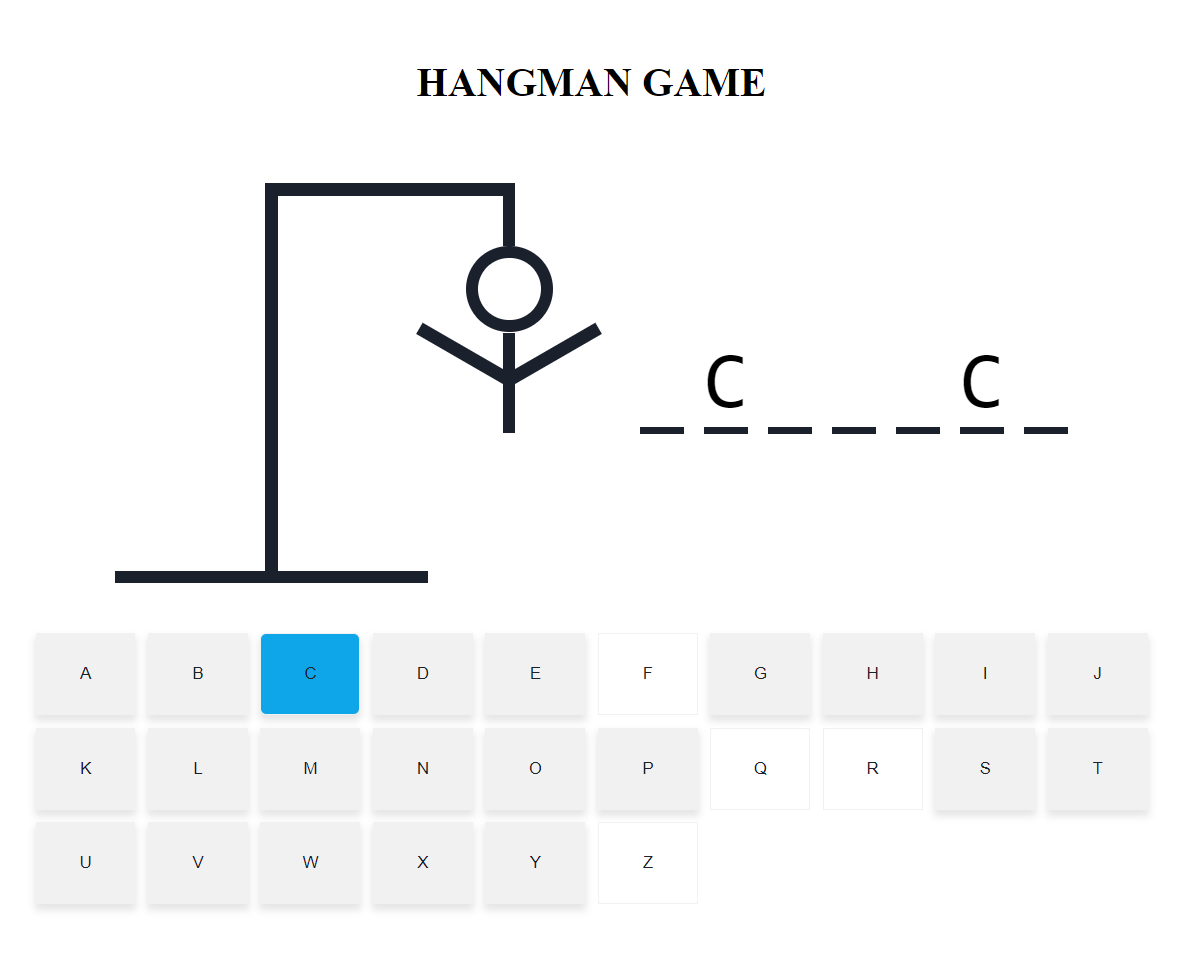 HANGMAN GAME
_ C _ _ _ C _
A B C D E F G H I J
K L M N O P Q R S T
U V W X Y Z